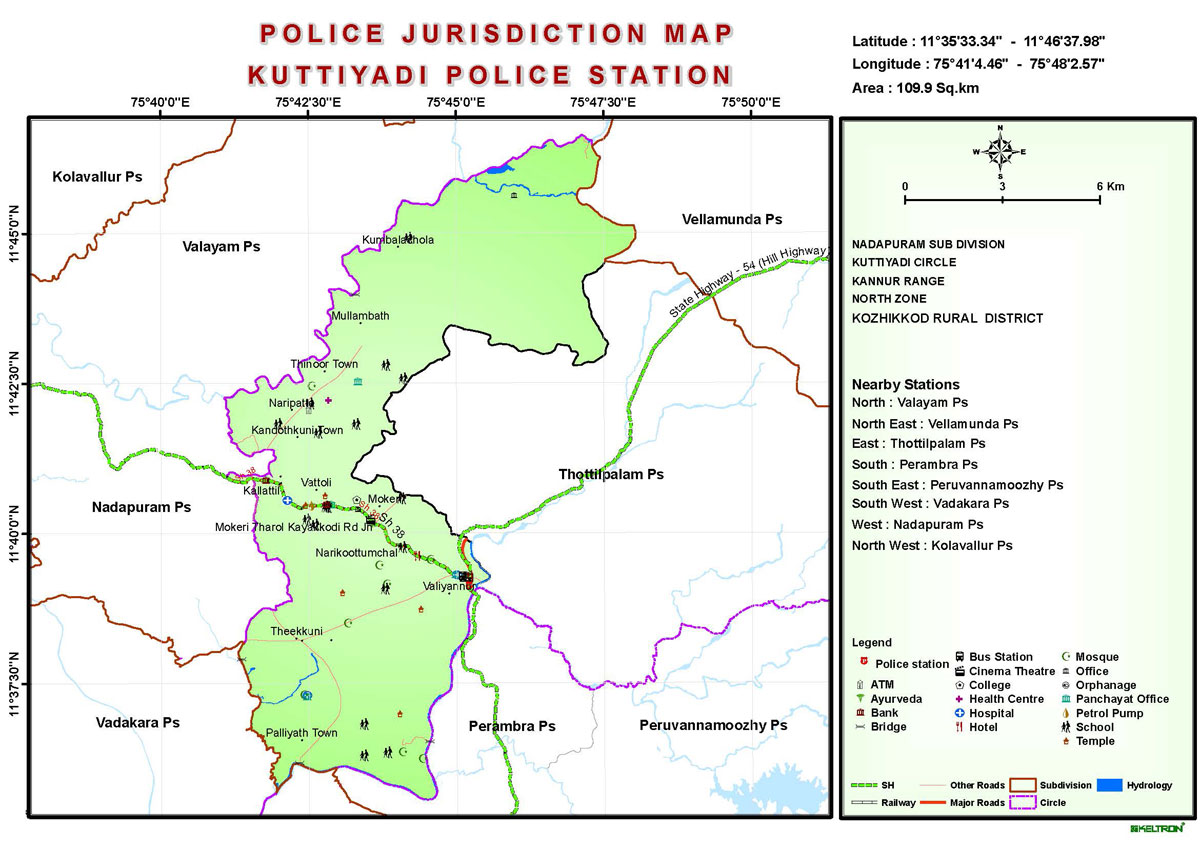 POLICE JURISDICTION MAP
KUTTIYADI POLICE STATION
Latitude : 11°35'33.34" - 11°46'37.98"
Longitude : 75°41'4.46" - 75°48'2.57"
Area : 109.9 Sq.km
75°40'0"E
75°42'30"E
75°45'0"E
75°47'30"E
75°50'0"E
11°45'0"N
11°42'30"N
11°40'0"N
11°37'30"N
Kolavallur Ps
Valayam Ps
Vellamunda Ps
Kumbalachola
State Highway - 54 (Hill Highway)
Mullambath
Thinoor Town
Naripatta
Kandothkuni Town
Thottilpalam Ps
Sh 38
Kallattil
Vattoli
Mokeri
Nadapuram Ps
Sh 38
Sh 38
Mokeri Tharol Kayakkodi Rd Jn
Narikoottumchal
Valiyannur
Theekkuni
Vadakara Ps
Palliyath Town
Perambra Ps
Peruvannamoozhy Ps
N
W
E
S
0
3
6 Km
NADAPURAM SUB DIVISION
KUTTIYADI CIRCLE
KANNUR RANGE
NORTH ZONE
KOZHIKKOD RURAL DISTRICT
Nearby Stations
North : Valayam Ps
North East : Vellamunda Ps
East : Thottilpalam Ps
South : Perambra Ps
South East : Peruvannamoozhy Ps
South West : Vadakara Ps
West : Nadapuram Ps
North West : Kolavallur Ps
Legend
Police station
ATM
Ayurveda
Bank
Bridge
Bus Station
Cinema Theatre
College
Health Centre
Hospital
Hotel
Mosque
Office
Orphanage
Panchayat Office
Petrol Pump
School
Temple
SH
Other Roads
Subdivision
Hydrology
Railway
Major Roads
Circle
KELTRON